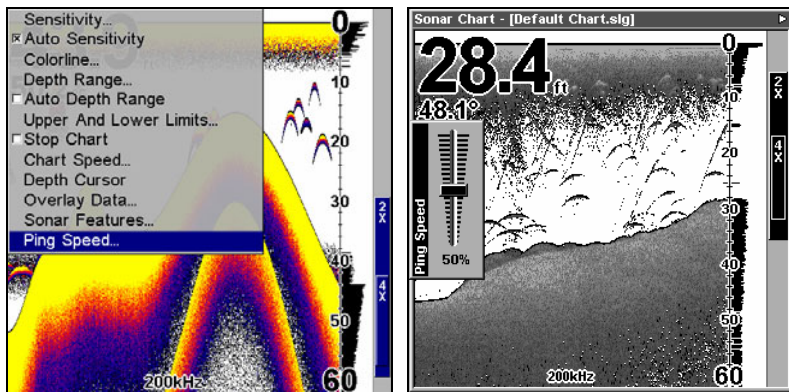 Sensitivity...
Auto Sensitivity
Colorline...
Depth Range...
Auto Depth Range
Upper And Lower Limits...
Stop Chart
Chart Speed...
Depth Cursor
Overlay Data...
Sonar Features...
Ping Speed...
0
10
20
30
40
50
60
2X
4X
200kHz
Sonar Chart - [Default Chart.slg]
28.4 ft
48.1°
Ping Speed
50%
0
10
20
30
40
50
60
2X
4X
200kHz